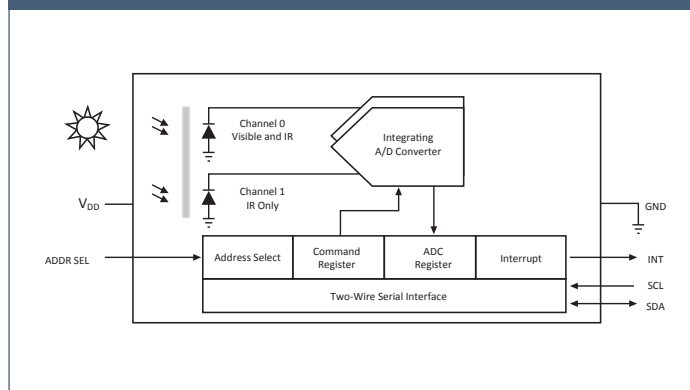 Channel 0
Visible and IR
Integrating
A/D Converter
Channel 1
IR Only
VDD
GND
ADDR SEL
Address Select
Command
Register
ADC
Register
Interrupt
INT
Two-Wire Serial Interface
SCL
SDA